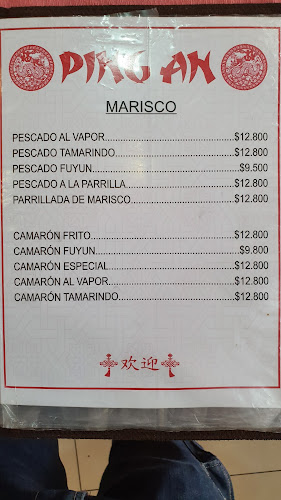 PING AN
MARISCO
PESCADO AL VAPOR........................................$12.800
PESCADO TAMARINDO.....................................$12.800
PESCADO FUYUN............................................$9.500
PESCADO A LA PARRILLA..................................$12.800
PARRILLADA DE MARISCO.................................$12.800
CAMARÓN FRITO............................................$12.800
CAMARÓN FUYUN...........................................$9.800
CAMARÓN ESPECIAL.......................................$12.800
CAMARÓN AL VAPOR.......................................$12.800
CAMARÓN TAMARINDO....................................$12.800
欢迎